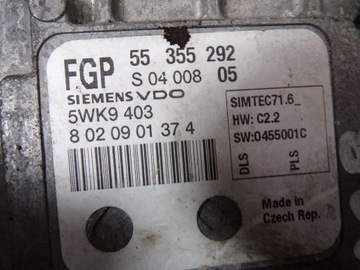 FGP 55 355 292
S 04 008 05
SIEMENS VDO
5WK9 403
8 02 09 01 37 4
SIMTEC71.6_
HW: C2.2
SW:0455001C
DLS
PLS
Made in
Czech Rep.